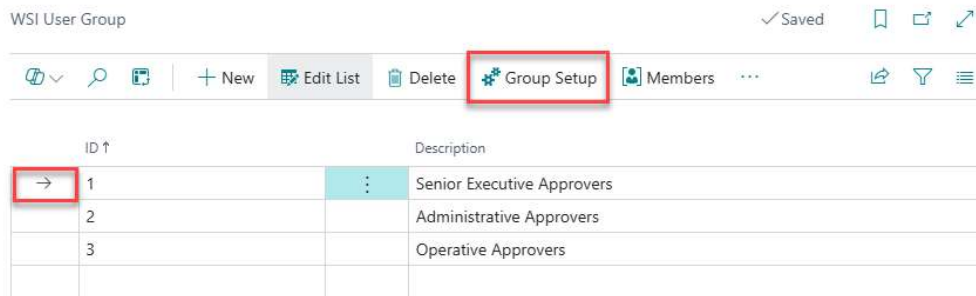 WSI User Group
Saved
New Edit List Delete Group Setup Members ...
ID ↑ Description
1 Senior Executive Approvers
2 Administrative Approvers
3 Operative Approvers